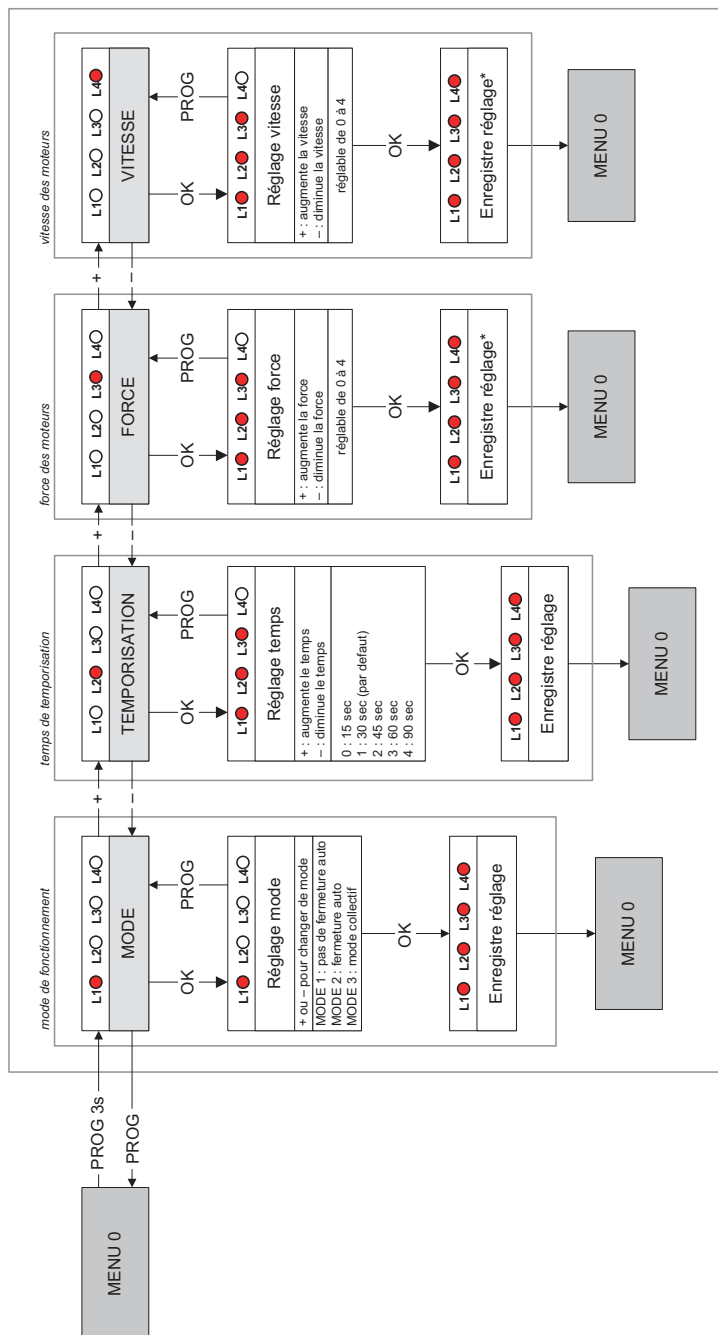 MENU 0
PROG 3s
PROG
mode de fonctionnement
L1 L2 L3 L4
MODE
OK
PROG
L1 L2 L3 L4
Réglage mode
+ ou – pour changer de mode
MODE 1 : pas de fermeture auto
MODE 2 : fermeture auto
MODE 3 : mode collectif
OK
L1 L2 L3 L4
Enregistre réglage
MENU 0
+
–
temps de temporisation
L1 L2 L3 L4
TEMPORISATION
OK
PROG
L1 L2 L3 L4
Réglage temps
+ : augmente le temps
– : diminue le temps
0 : 15 sec
1 : 30 sec (par defaut)
2 : 45 sec
3 : 60 sec
4 : 90 sec
OK
L1 L2 L3 L4
Enregistre réglage
MENU 0
+
–
force des moteurs
L1 L2 L3 L4
FORCE
OK
PROG
L1 L2 L3 L4
Réglage force
+ : augmente la force
– : diminue la force
réglable de 0 à 4
OK
L1 L2 L3 L4
Enregistre réglage*
MENU 0
+
–
vitesse des moteurs
L1 L2 L3 L4
VITESSE
OK
PROG
L1 L2 L3 L4
Réglage vitesse
+ : augmente la vitesse
– : diminue la vitesse
réglable de 0 à 4
OK
L1 L2 L3 L4
Enregistre réglage*
MENU 0